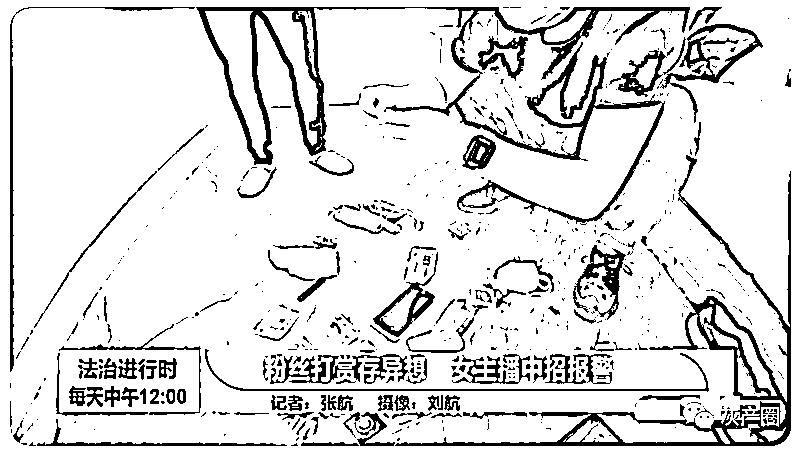 法治进行时
每天中午12:00
粉丝打赏存异想 女主播中招报警
记者：张航 摄像：刘航
灰产圈